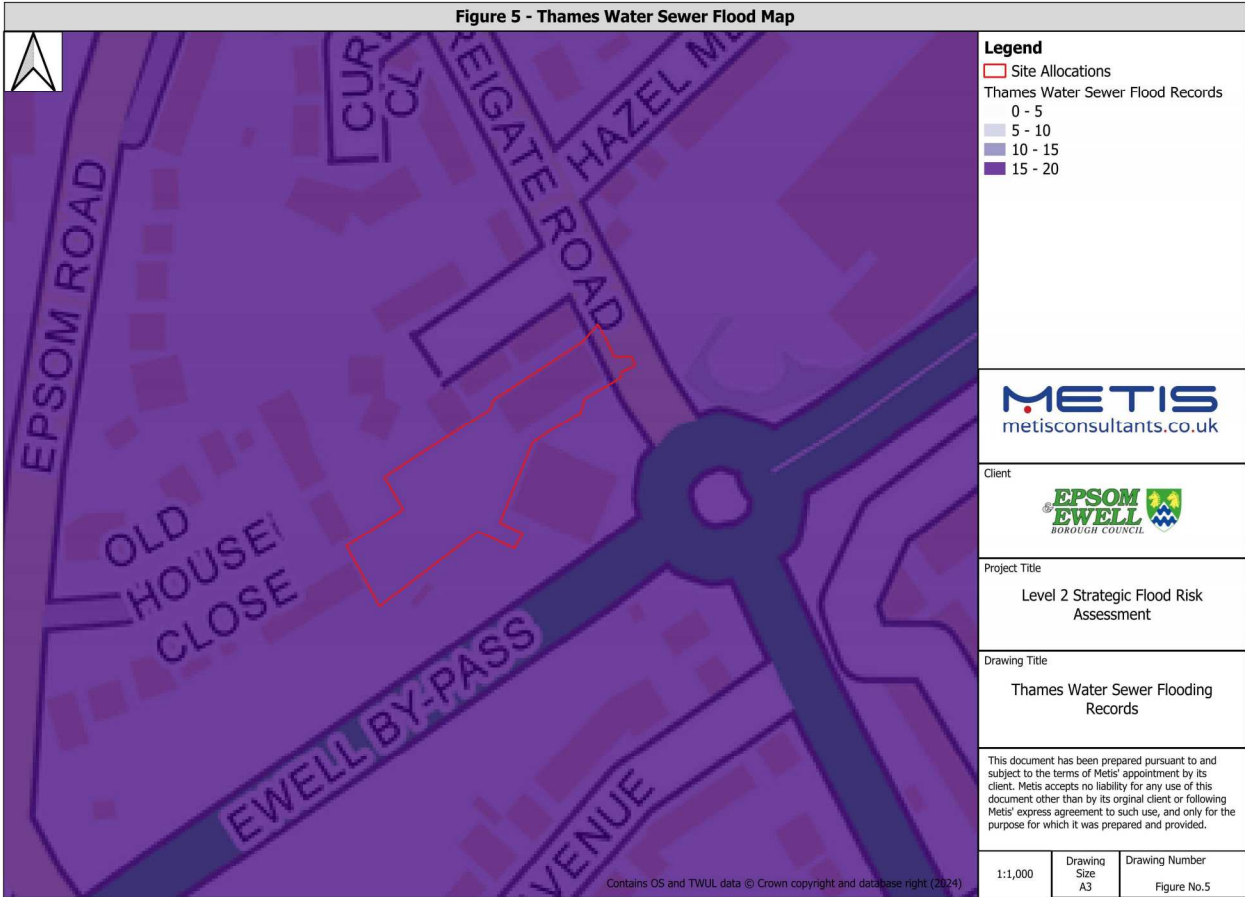 Figure 5 - Thames Water Sewer Flood Map
CUR
CL
REIGATE ROAD
HAZEL M
EPSOM ROAD
OLD
HOUSE
CLOSE
EWELL BY-PASS
AVENUE
Contains OS and TWUL data © Crown copyright and database right (2024)
Legend
Site Allocations
Thames Water Sewer Flood Records
0 - 5
5 - 10
10 - 15
15 - 20
METIS
metisconsultants.co.uk
Client
EPSOM
& EWELL
BOROUGH COUNCIL
Project Title
Level 2 Strategic Flood Risk
Assessment
Drawing Title
Thames Water Sewer Flooding
Records
This document has been prepared pursuant to and
subject to the terms of Metis' appointment by its
client. Metis accepts no liability for any use of this
document other than by its orginal client or following
Metis' express agreement to such use, and only for the
purpose for which it was prepared and provided.
1:1,000
Drawing
Size
A3
Drawing Number
Figure No.5